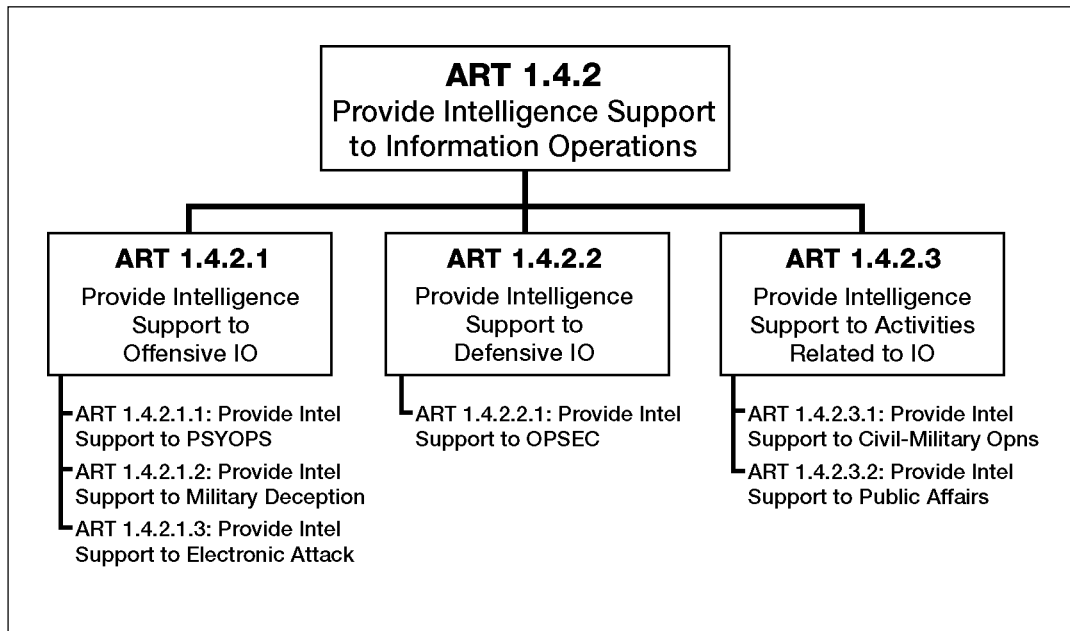 ART 1.4.2
Provide Intelligence Support
to Information Operations
ART 1.4.2.1
Provide Intelligence
Support to
Offensive IO
ART 1.4.2.1.1: Provide Intel
Support to PSYOPS
ART 1.4.2.1.2: Provide Intel
Support to Military Deception
ART 1.4.2.1.3: Provide Intel
Support to Electronic Attack
ART 1.4.2.2
Provide Intelligence
Support to
Defensive IO
ART 1.4.2.2.1: Provide Intel
Support to OPSEC
ART 1.4.2.3
Provide Intelligence
Support to Activities
Related to IO
ART 1.4.2.3.1: Provide Intel
Support to Civil-Military Opns
ART 1.4.2.3.2: Provide Intel
Support to Public Affairs